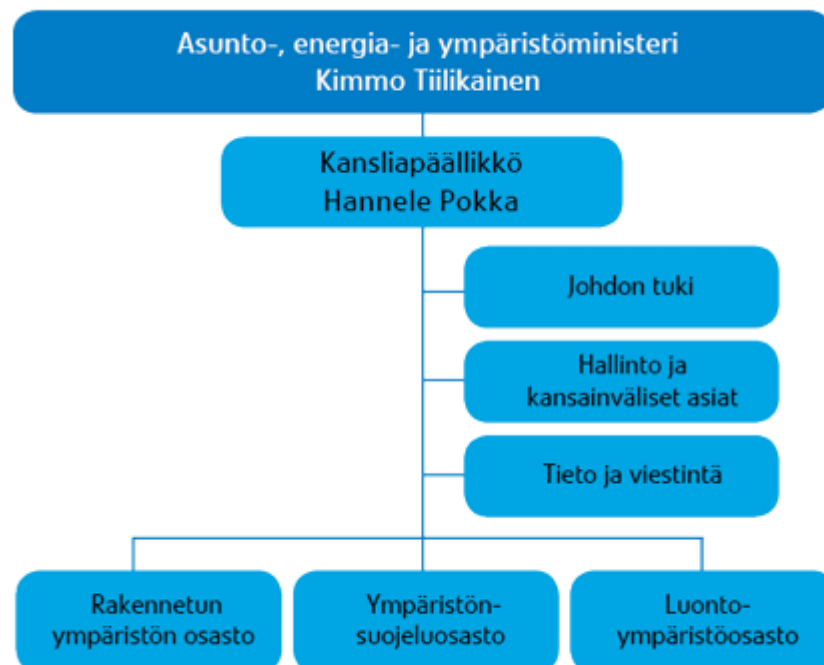 Asunto-, energia- ja ympäristöministeri
Kimmo Tiilikainen
Kansliapäällikkö
Hannele Pokka
Johdon tuki
Hallinto ja
kansainväliset asiat
Tieto ja viestintä
Rakennetun
ympäristön osasto
Ympäristön-
suojeluosasto
Luonto-
ympäristöosasto